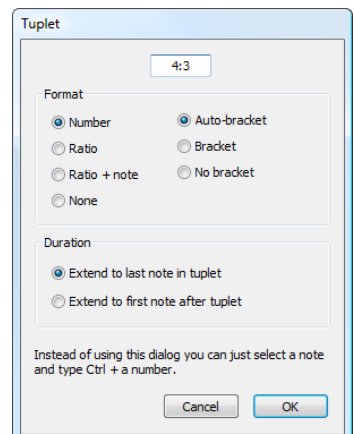 Tuplet
4:3
Format
Number
Auto-bracket
Ratio
Bracket
Ratio + note
No bracket
None
Duration
Extend to last note in tuplet
Extend to first note after tuplet
Instead of using this dialog you can just select a note
and type Ctrl + a number.
Cancel
OK